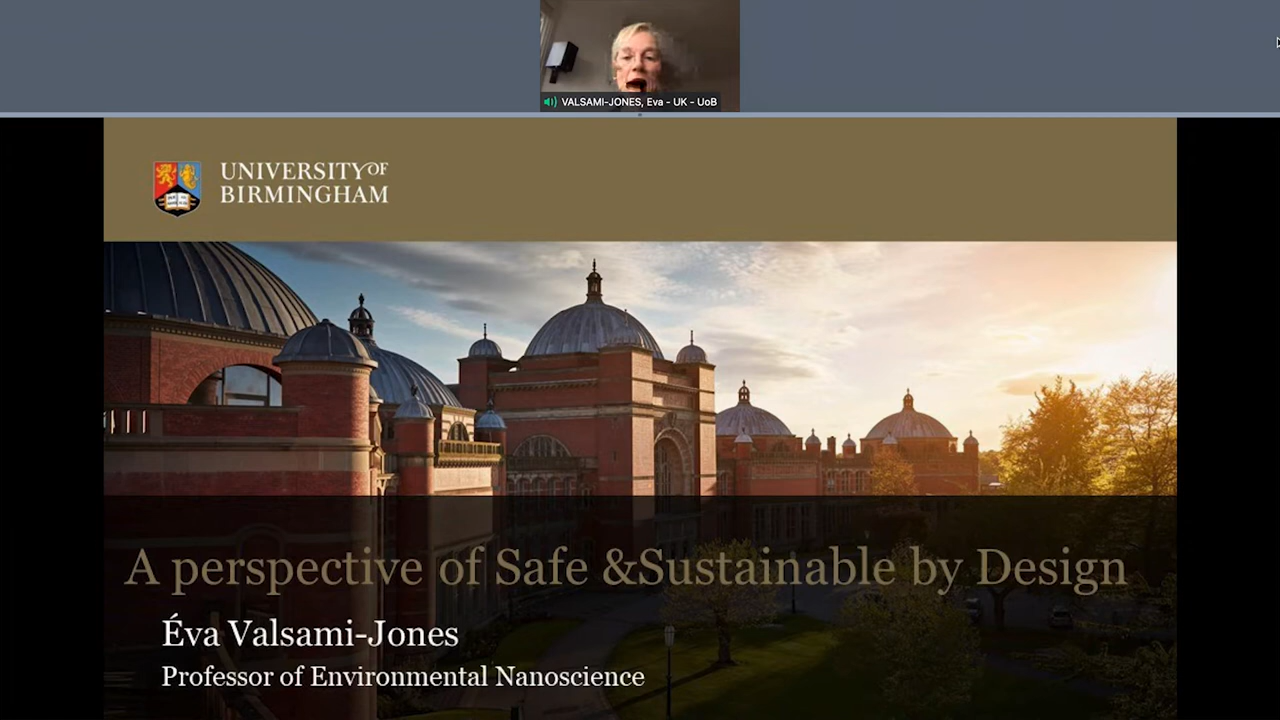 VALSAMI-JONES, Eva - UK - UoB
UNIVERSITY OF
BIRMINGHAM
A perspective of Safe &Sustainable by Design
Éva Valsami-Jones
Professor of Environmental Nanoscience